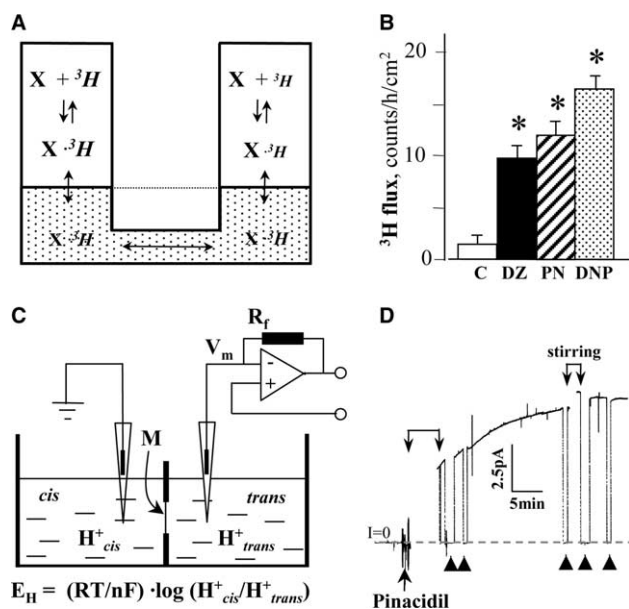 A
X + ³H
X + ³H
X ·³H
X ·³H
X ·³H
X ·³H
B
³H flux, counts/h/cm²
20
10
0
*
*
*
C DZ PN DNP
C
R_f
V_m
-
+
M
cis
trans
H⁺cis
H⁺trans
E_H = (RT/nF) ·log (H⁺cis/H⁺trans)
D
stirring
2.5pA
5min
I=0
Pinacidil